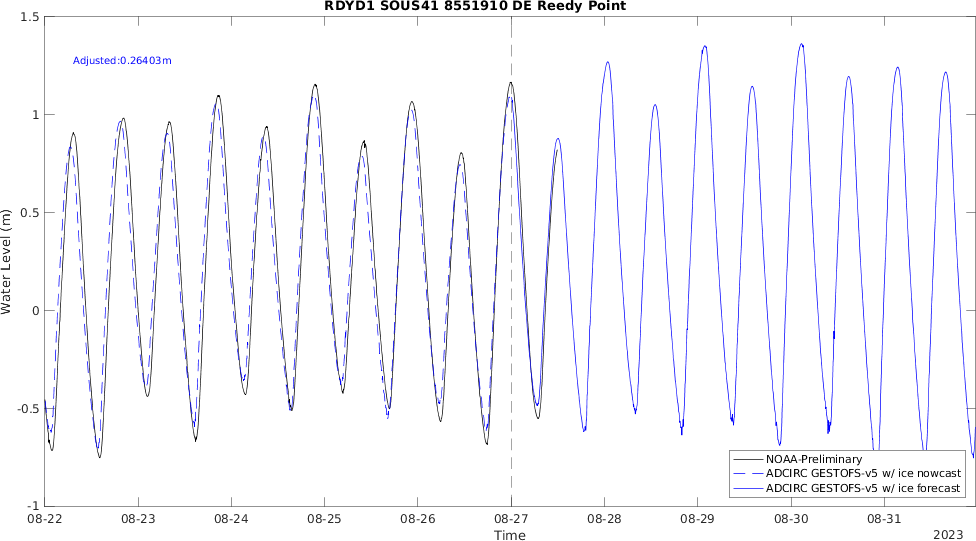 RDYD1 SOUS41 8551910 DE Reedy Point
Adjusted:0.26403m
1.5
1
0.5
0
-0.5
-1
Water Level (m)
08-22 08-23 08-24 08-25 08-26 08-27 08-28 08-29 08-30 08-31
Time
2023
NOAA-Preliminary
ADCIRC GESTOFS-v5 w/ ice nowcast
ADCIRC GESTOFS-v5 w/ ice forecast